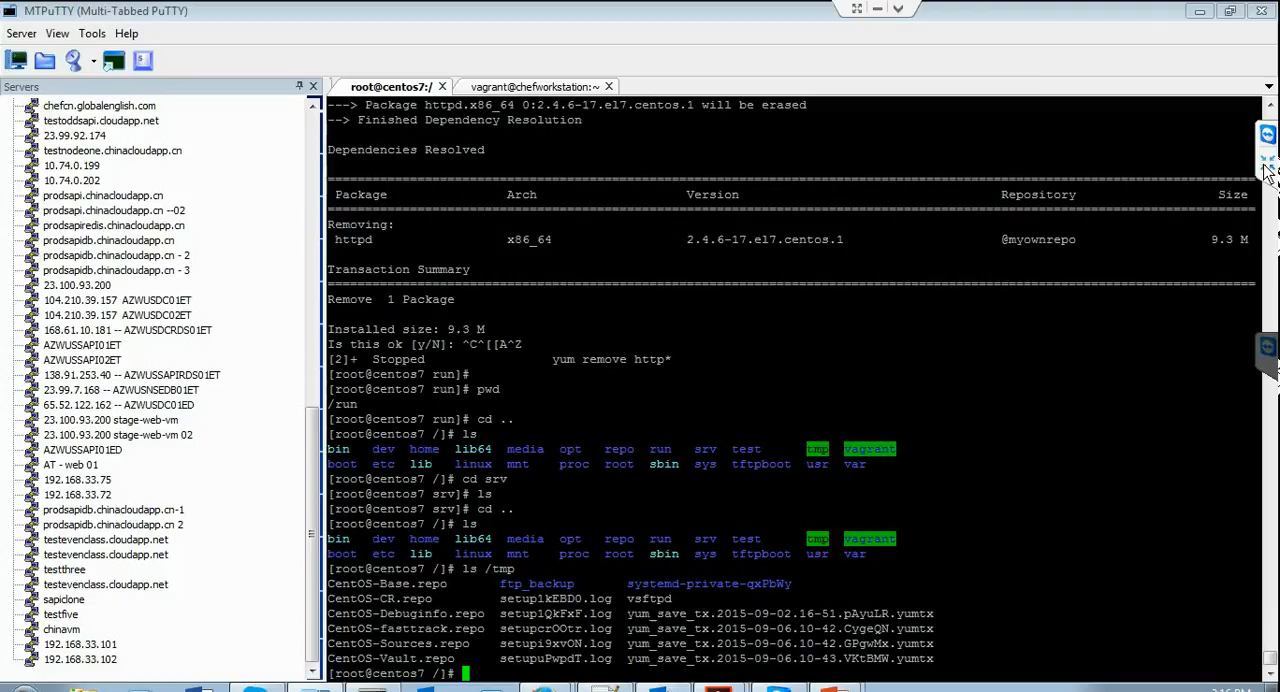 MTPuTTY (Multi-Tabbed PuTTY)
Server View Tools Help
Servers
root@centos7:/
vagrant@chefworkstation:~
chefcn.globalenglish.com
testoddsapi.cloudapp.net
23.99.92.174
testnodeone.chinacloudapp.cn
10.74.0.199
10.74.0.202
prodsapi.chinacloudapp.cn
prodsapi.chinacloudapp.cn --02
prodsapiredis.chinacloudapp.cn
prodsapidb.chinacloudapp.cn
prodsapidb.chinacloudapp.cn - 2
prodsapidb.chinacloudapp.cn - 3
23.100.93.200
104.210.39.157 AZWUSDC01ET
104.210.39.157 AZWUSDC02ET
168.61.10.181 -- AZWUSDCRDS01ET
AZWUSSAPI01ET
AZWUSSAPI02ET
138.91.253.40 -- AZWUSSAPIRDS01ET
23.99.7.168 -- AZWUSNSEDB01ET
65.52.122.162 -- AZWUSDC01ED
23.100.93.200 stage-web-vm
23.100.93.200 stage-web-vm 02
AZWUSSAPI01ED
AT - web 01
192.168.33.75
192.168.33.72
prodsapidb.chinacloudapp.cn-1
prodsapidb.chinacloudapp.cn 2
testevenclass.cloudapp.net
testevenclass.cloudapp.net
testthree
testevenclass.cloudapp.net
sapiclone
testfive
chinavm
192.168.33.101
192.168.33.102
---> Package httpd.x86_64 0:2.4.6-17.el7.centos.1 will be erased
--> Finished Dependency Resolution
Dependencies Resolved
Package Arch Version Repository Size
Removing:
httpd x86_64 2.4.6-17.el7.centos.1 @myownrepo 9.3 M
Transaction Summary
Remove 1 Package
Installed size: 9.3 M
Is this ok [y/N]: ^C^[[A^Z
[2]+ Stopped yum remove http*
[root@centos7 run]#
[root@centos7 run]# pwd
/run
[root@centos7 run]# cd ..
[root@centos7 /]# ls
bin dev home lib64 media opt repo run srv test tmp vagrant
boot etc lib linux mnt proc root sbin sys tftpboot usr var
[root@centos7 /]# cd srv
[root@centos7 srv]# ls
[root@centos7 srv]# cd ..
[root@centos7 /]# ls
bin dev home lib64 media opt repo run srv test tmp vagrant
boot etc lib linux mnt proc root sbin sys tftpboot usr var
[root@centos7 /]# ls /tmp
CentOS-Base.repo ftp_backup systemd-private-qxPbWy
CentOS-CR.repo setup1kEBD0.log vsftpd
CentOS-Debuginfo.repo setup1QkFxF.log yum_save_tx.2015-09-02.16-51.pAyuLR.yumtx
CentOS-fasttrack.repo setupcrOOtr.log yum_save_tx.2015-09-06.10-42.CygeQN.yumtx
CentOS-Sources.repo setupi9xvON.log yum_save_tx.2015-09-06.10-42.GPgwMx.yumtx
CentOS-Vault.repo setupuPwpdT.log yum_save_tx.2015-09-06.10-43.VKtBMW.yumtx
[root@centos7 /]#